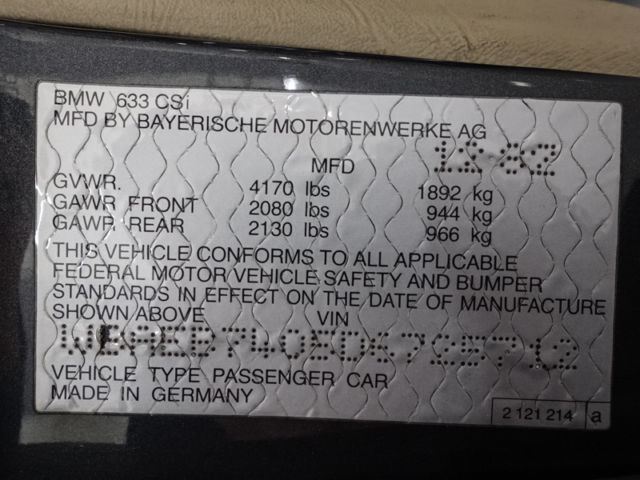 BMW 633 CSi
MFD BY BAYERISCHE MOTORENWERKE AG
MFD 12 82
GVWR. 4170 lbs 1892 kg
GAWR FRONT 2080 lbs 944 kg
GAWR. REAR 2130 lbs 966 kg
THIS VEHICLE CONFORMS TO ALL APPLICABLE
FEDERAL MOTOR VEHICLE SAFETY AND BUMPER
STANDARDS IN EFFECT ON THE DATE OF MANUFACTURE
SHOWN ABOVE VIN
VEHICLE TYPE PASSENGER CAR
MADE IN GERMANY
2 121 214 a